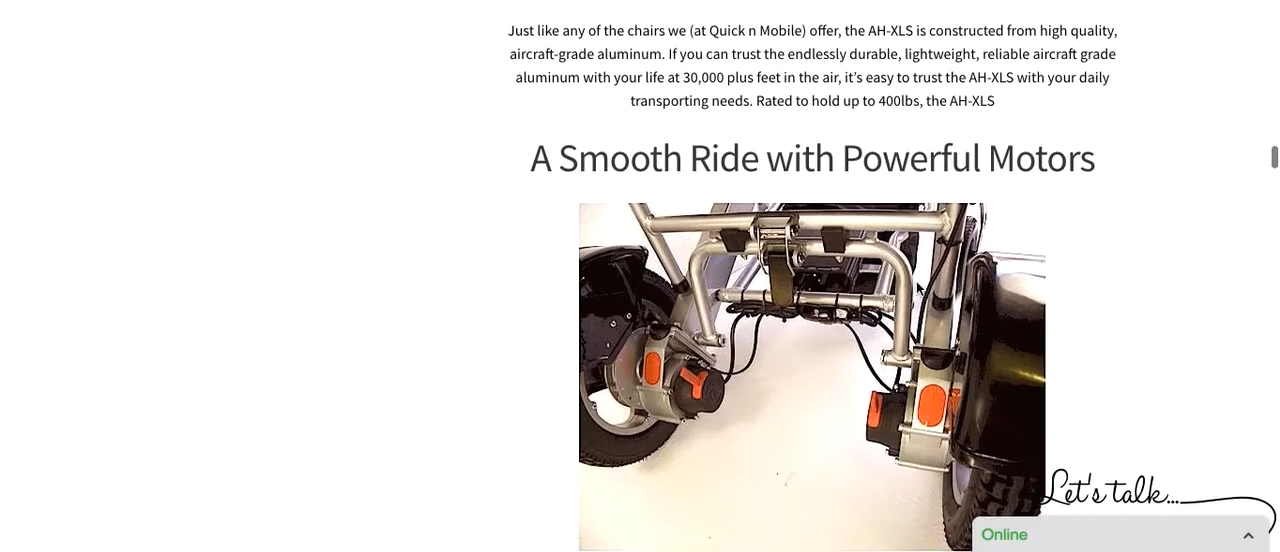 Just like any of the chairs we (at Quick n Mobile) offer, the AH-XLS is constructed from high quality,
aircraft-grade aluminum. If you can trust the endlessly durable, lightweight, reliable aircraft grade
aluminum with your life at 30,000 plus feet in the air, it’s easy to trust the AH-XLS with your daily
transporting needs. Rated to hold up to 400lbs, the AH-XLS
A Smooth Ride with Powerful Motors
Let's talk...
Online